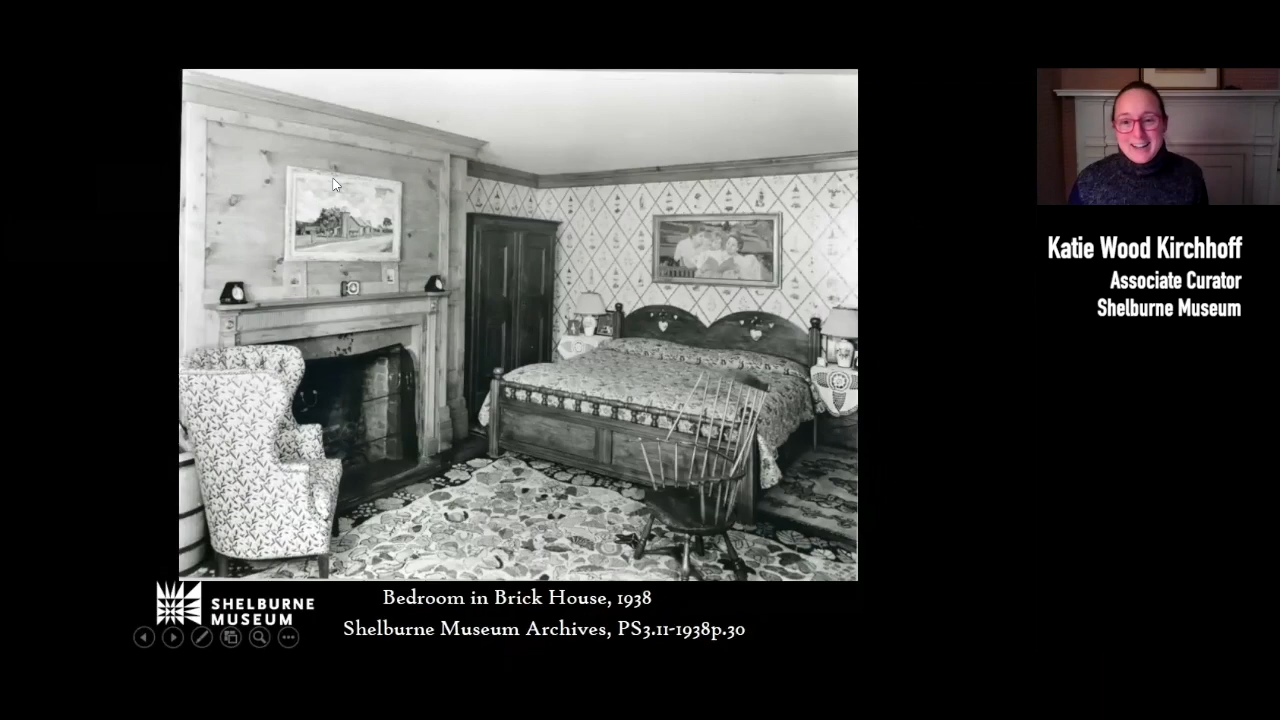 Katie Wood Kirchhoff
Associate Curator
Shelburne Museum
SHELBURNE
MUSEUM
Bedroom in Brick House, 1938
Shelburne Museum Archives, PS3.11-1938p.30